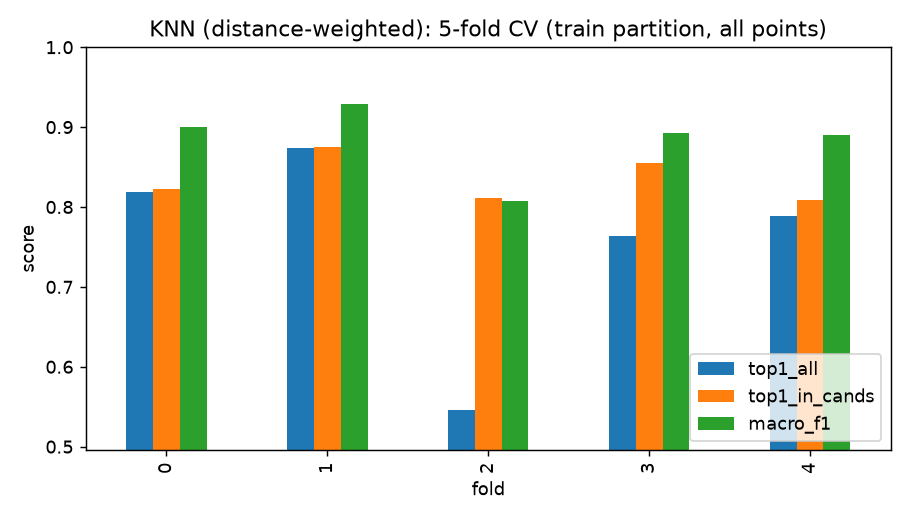 KNN (distance-weighted): 5-fold CV (train partition, all points)
1.0
0.9
0.8
0.7
0.6
0.5
score
0
1
2
3
4
fold
top1_all
top1_in_cands
macro_f1